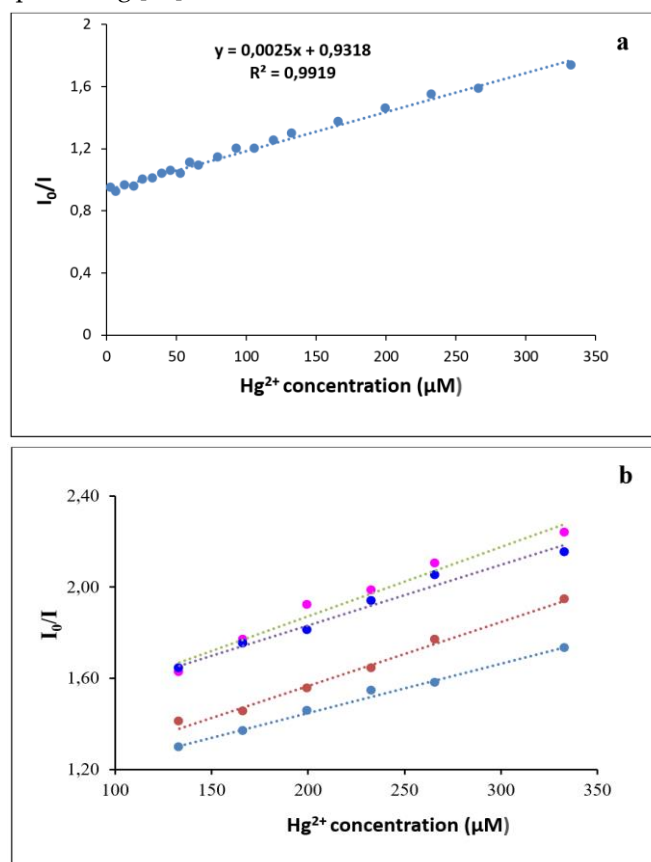 2
a
y = 0,0025x + 0,9318
R² = 0,9919
1,6
1,2
0,8
0,4
0
I₀/I
0 50 100 150 200 250 300 350
Hg²⁺ concentration (µM)
b
2,40
2,00
1,60
1,20
I₀/I
100 150 200 250 300 350
Hg²⁺ concentration (µM)